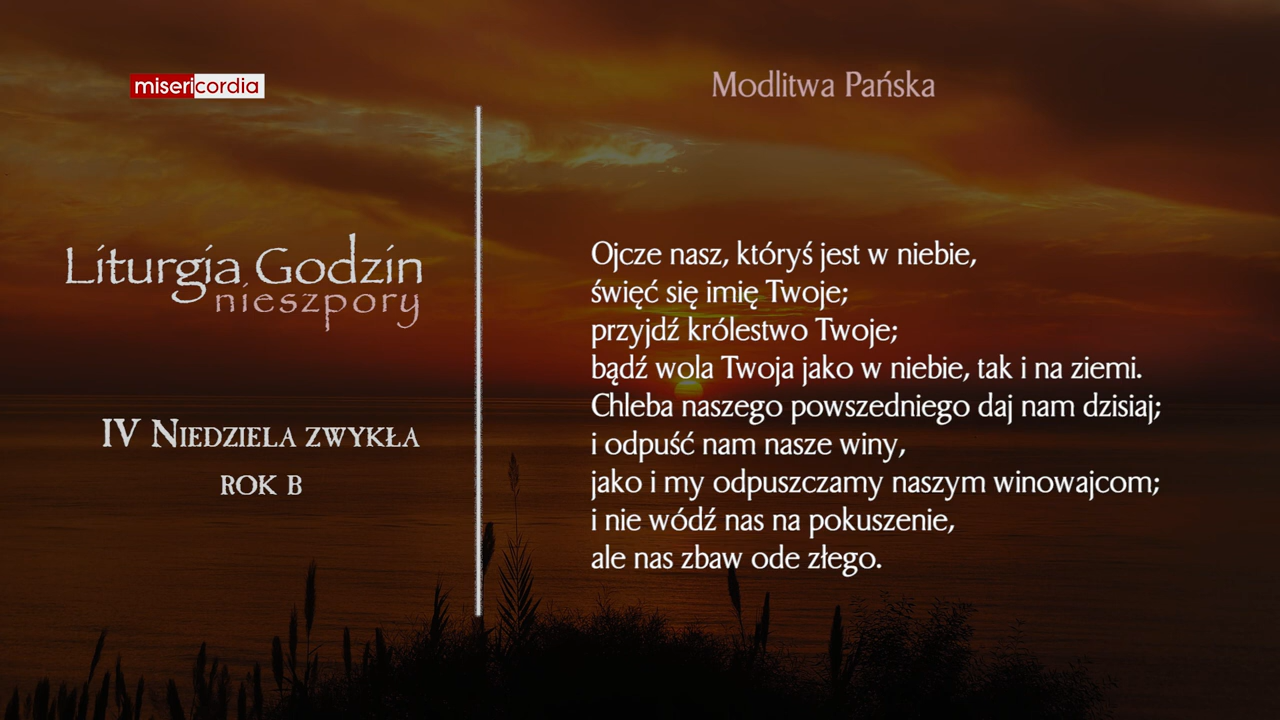 misericordia
Modlitwa Pańska
Liturgia Godzin
nieszpory
IV Niedziela zwykła
rok B
Ojcze nasz, któryś jest w niebie,
święć się imię Twoje;
przyjdź królestwo Twoje;
bądź wola Twoja jako w niebie, tak i na ziemi.
Chleba naszego powszedniego daj nam dzisiaj;
i odpuść nam nasze winy,
jako i my odpuszczamy naszym winowajcom;
i nie wódź nas na pokuszenie,
ale nas zbaw ode złego.